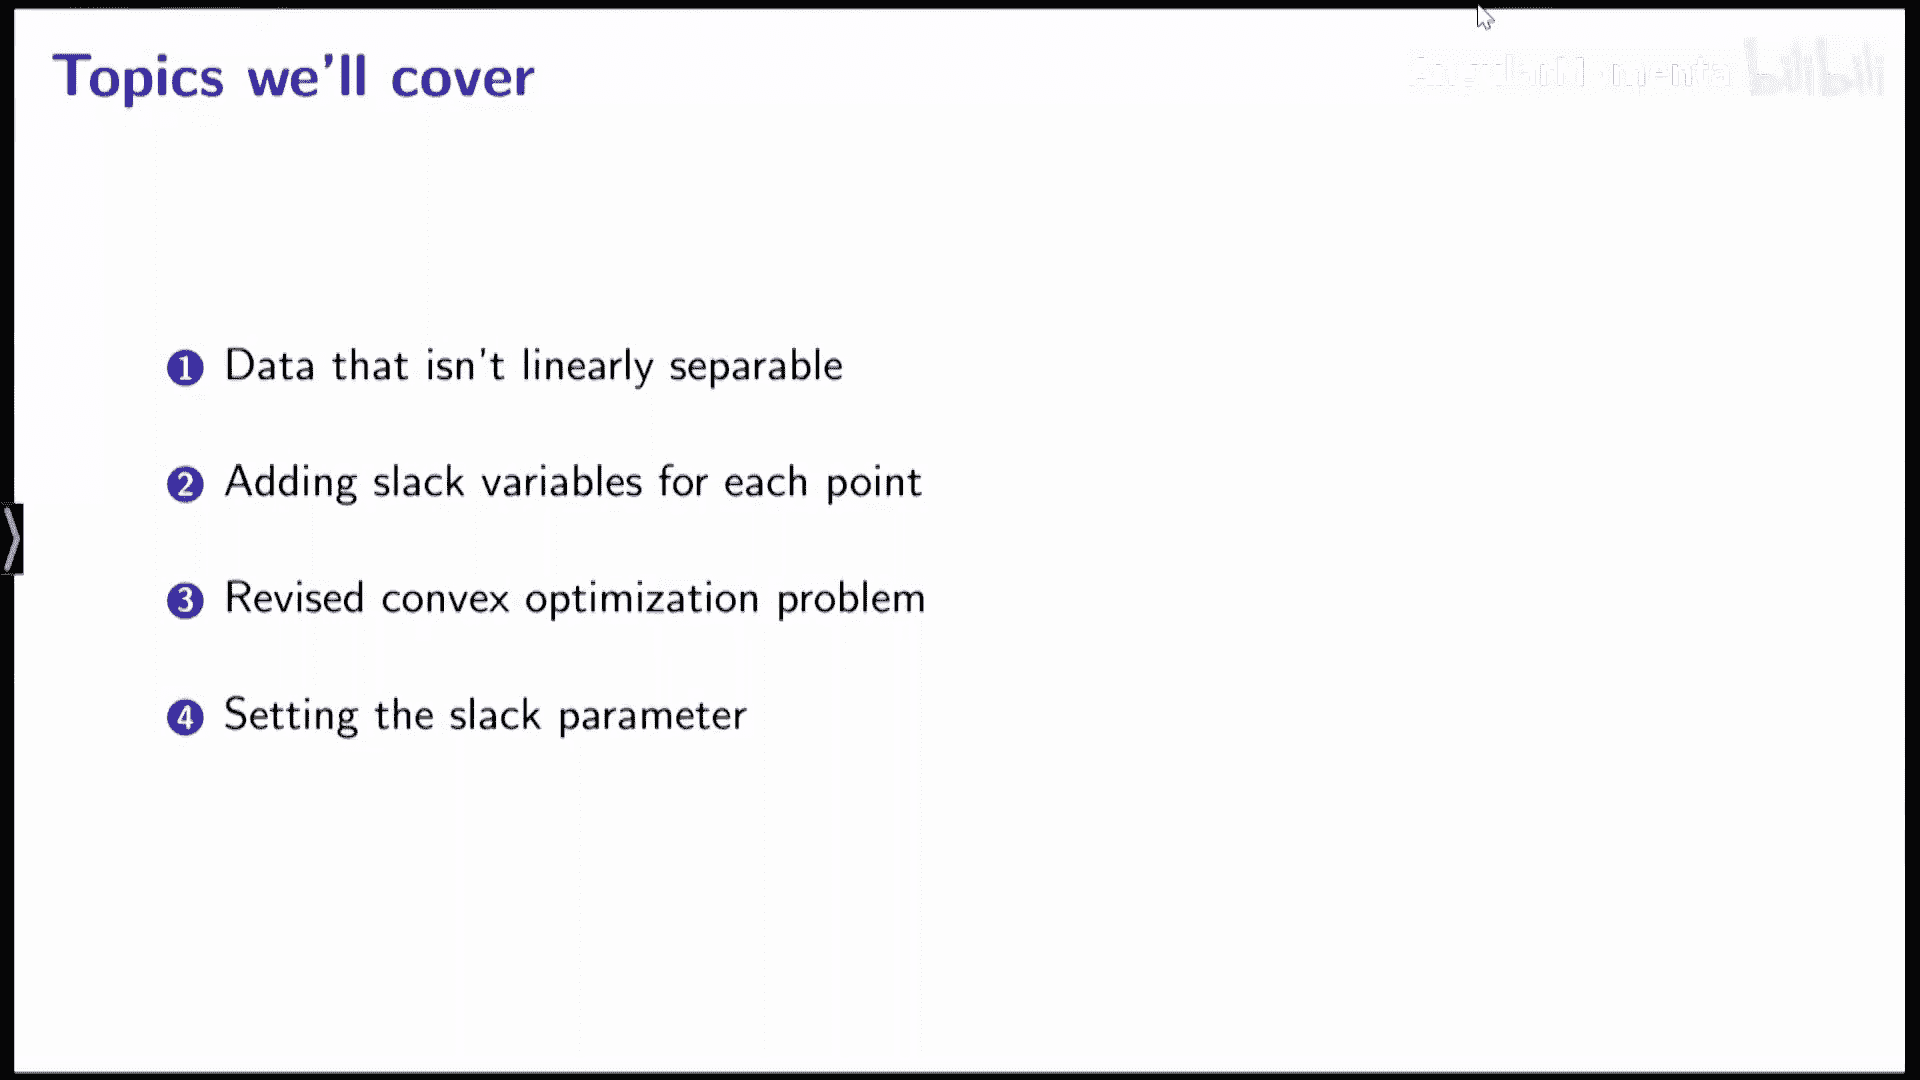 Topics we'll cover
bilibili
1 Data that isn't linearly separable
2 Adding slack variables for each point
3 Revised convex optimization problem
4 Setting the slack parameter